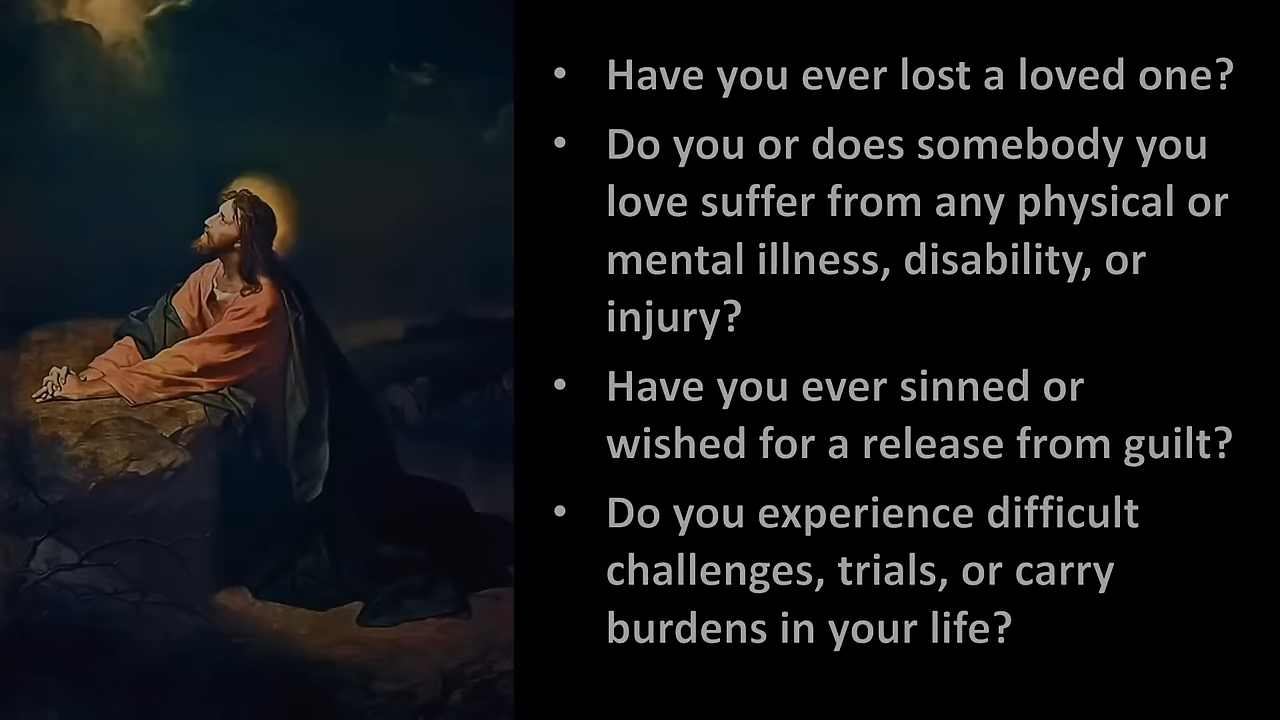 • Have you ever lost a loved one?
• Do you or does somebody you
love suffer from any physical or
mental illness, disability, or
injury?
• Have you ever sinned or
wished for a release from guilt?
• Do you experience difficult
challenges, trials, or carry
burdens in your life?